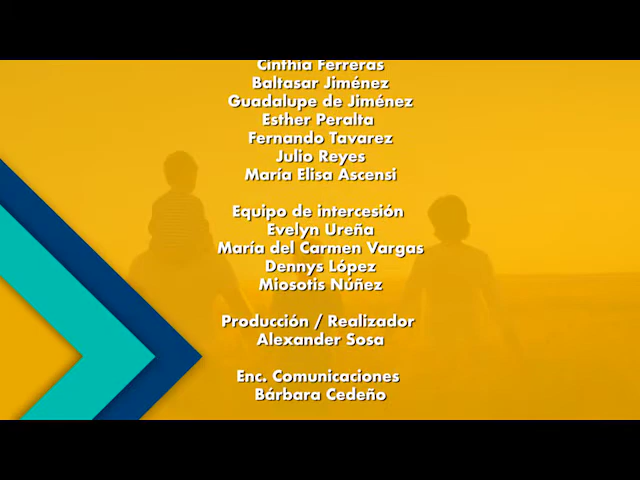 Cinthia Ferreras
Baltasar Jiménez
Guadalupe de Jiménez
Esther Peralta
Fernando Tavarez
Julio Reyes
María Elisa Ascensi
Equipo de intercesión
Evelyn Ureña
María del Carmen Vargas
Dennys López
Miosotis Núñez
Producción / Realizador
Alexander Sosa
Enc. Comunicaciones
Bárbara Cedeño